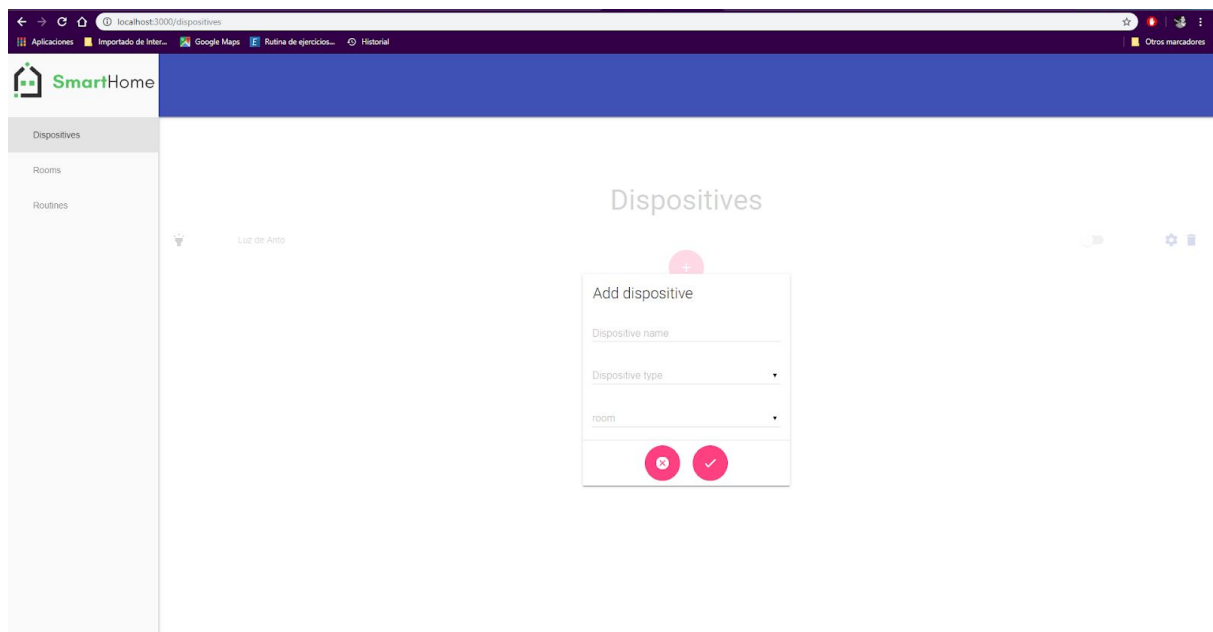 localhost:3000/dispositives
Aplicaciones Importado de Inter... Google Maps Rutina de ejercicios... Historial Otros marcadores
SmartHome
Dispositives
Rooms
Routines
Dispositives
Luz de Anto
Add dispositive
Dispositive name
Dispositive type
room